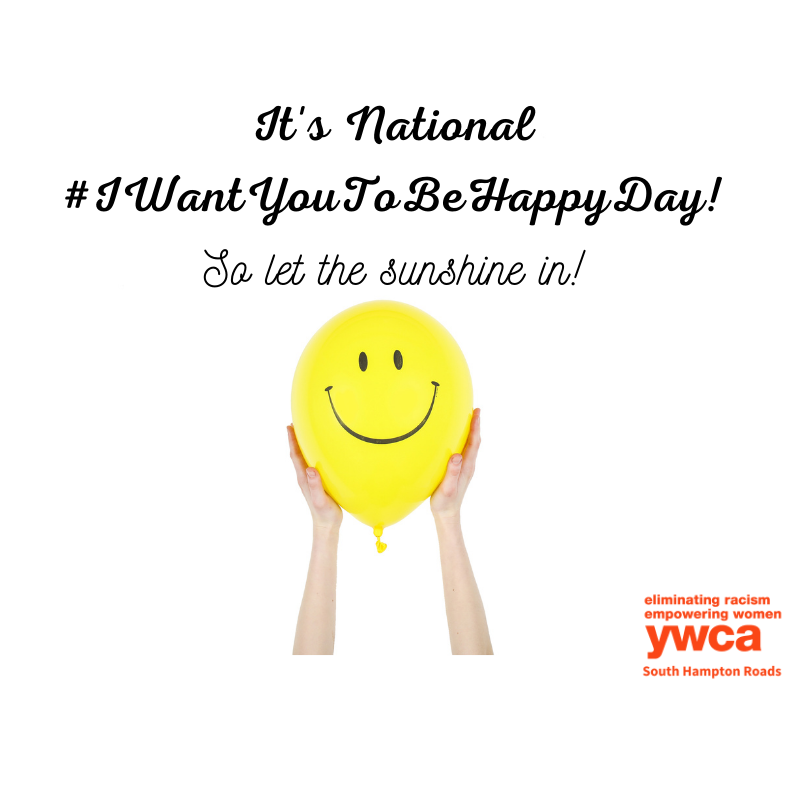 It's National
#IWantYouToBeHappyDay!
So let the sunshine in!
eliminating racism
empowering women
ywca
South Hampton Roads